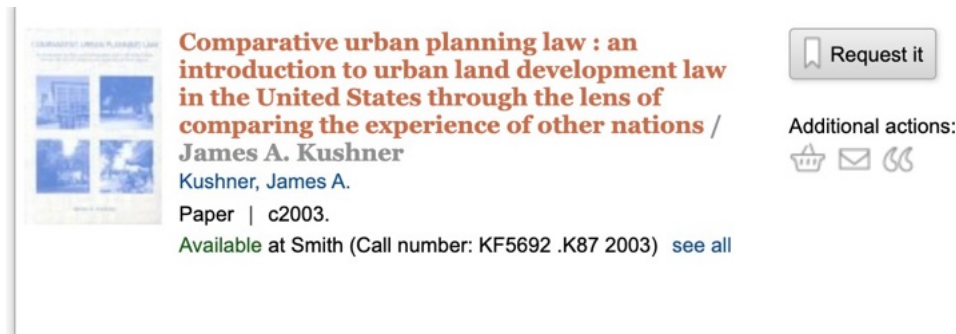 Comparative urban planning law : an
introduction to urban land development law
in the United States through the lens of
comparing the experience of other nations /
James A. Kushner
Kushner, James A.
Paper | c2003.
Available at Smith (Call number: KF5692 .K87 2003) see all
Request it
Additional actions: